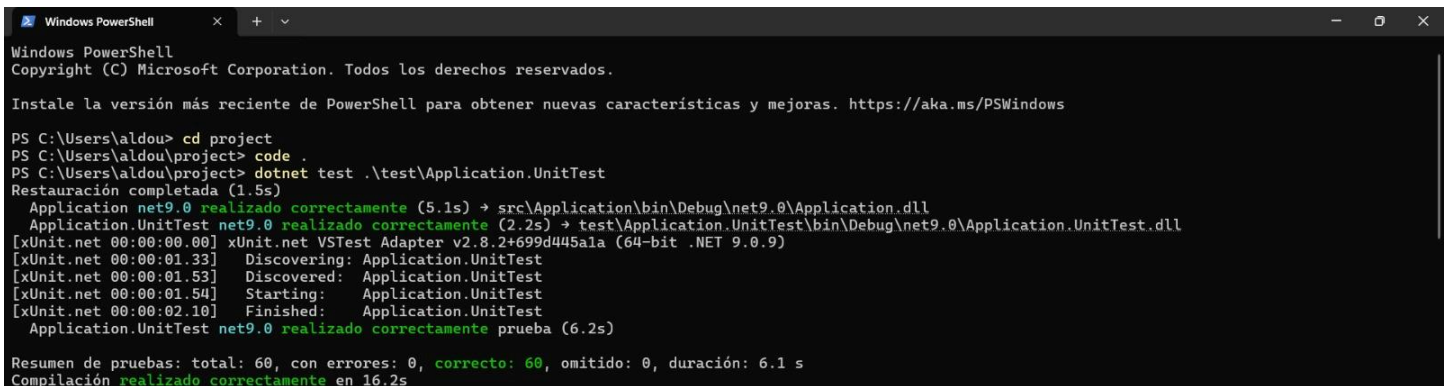 Windows PowerShell
Windows PowerShell
Copyright (C) Microsoft Corporation. Todos los derechos reservados.
Instale la versión más reciente de PowerShell para obtener nuevas características y mejoras. https://aka.ms/PSWindows
PS C:\Users\aldou> cd project
PS C:\Users\aldou\project> code .
PS C:\Users\aldou\project> dotnet test .\test\Application.UnitTest
Restauración completada (1.5s)
  Application net9.0 realizado correctamente (5.1s) → src\Application\bin\Debug\net9.0\Application.dll
  Application.UnitTest net9.0 realizado correctamente (2.2s) → test\Application.UnitTest\bin\Debug\net9.0\Application.UnitTest.dll
[xUnit.net 00:00:00.00] xUnit.net VSTest Adapter v2.8.2+699d445a1a (64-bit .NET 9.0.9)
[xUnit.net 00:00:01.33]   Discovering: Application.UnitTest
[xUnit.net 00:00:01.53]   Discovered:  Application.UnitTest
[xUnit.net 00:00:01.54]   Starting:    Application.UnitTest
[xUnit.net 00:00:02.10]   Finished:    Application.UnitTest
  Application.UnitTest net9.0 realizado correctamente prueba (6.2s)
Resumen de pruebas: total: 60, con errores: 0, correcto: 60, omitido: 0, duración: 6.1 s
Compilación realizado correctamente en 16.2s